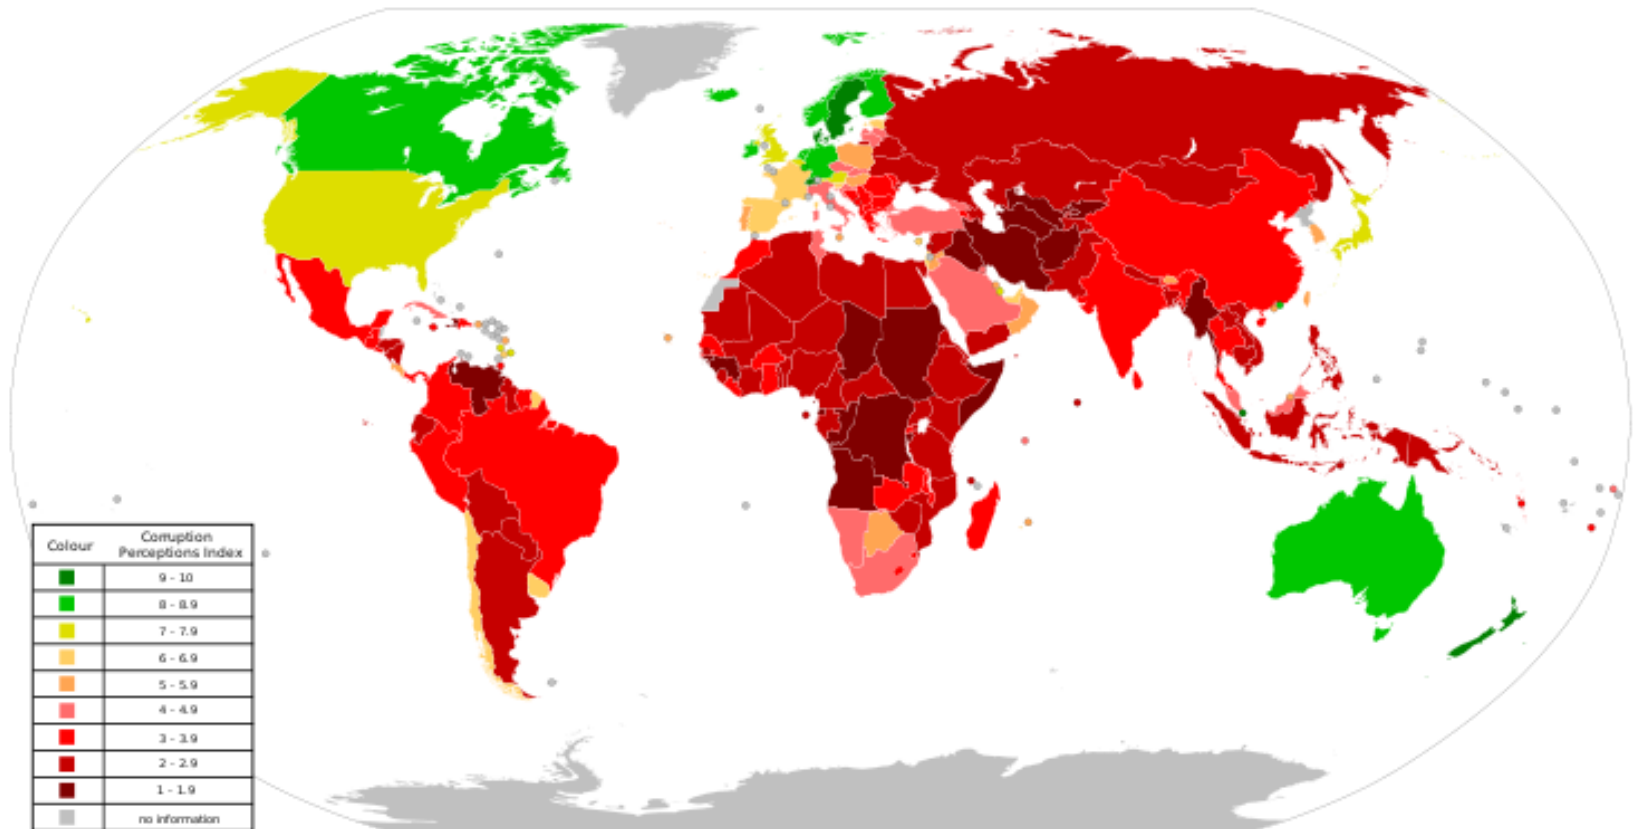 Colour
Corruption
Perceptions Index
9 - 10
8 - 8.9
7 - 7.9
6 - 6.9
5 - 5.9
4 - 4.9
3 - 3.9
2 - 2.9
1 - 1.9
no information